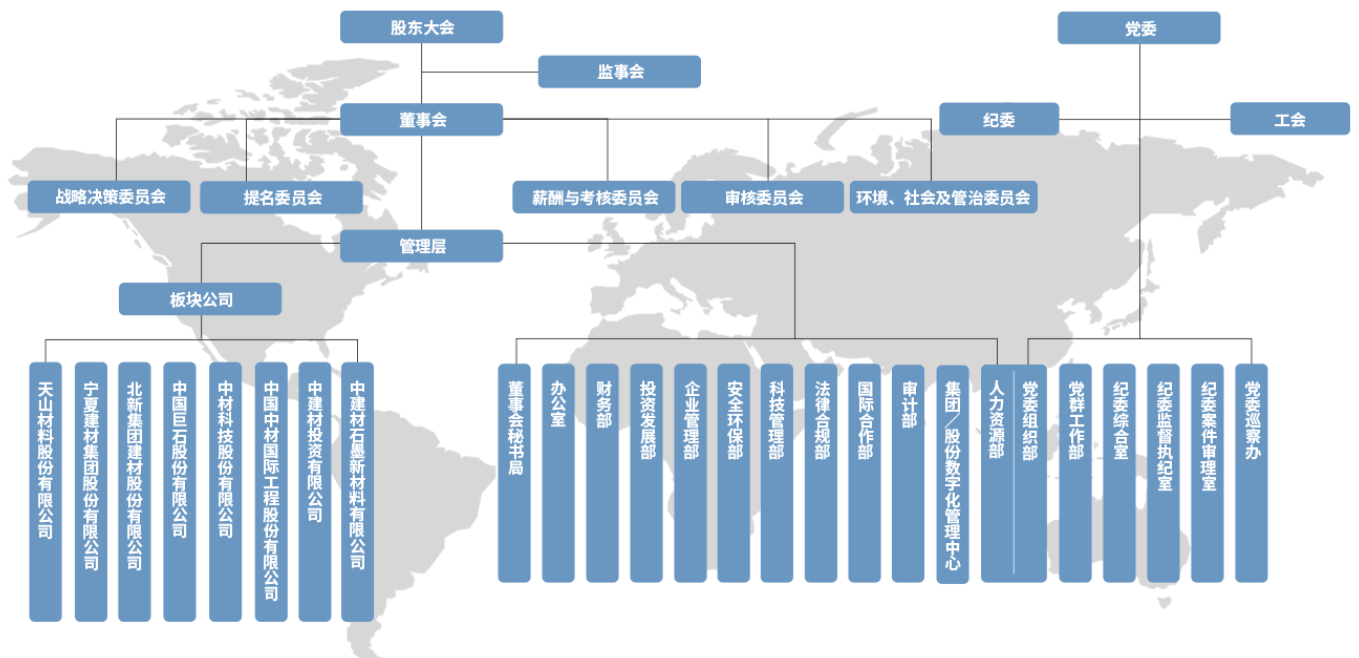 股东大会
党委
监事会
董事会
纪委
工会
战略决策委员会
提名委员会
薪酬与考核委员会
审核委员会
环境、社会及管治委员会
管理层
板块公司
天山材料股份有限公司
宁夏建材集团股份有限公司
北新集团建材股份有限公司
中国巨石股份有限公司
中材科技股份有限公司
中国中材国际工程股份有限公司
中建材投资有限公司
中建材石墨新材料有限公司
董事会秘书局
办公室
财务部
投资发展部
企业管理部
安全环保部
科技管理部
法律合规部
国际合作部
审计部
集团／股份数字化管理中心
人力资源部
党委组织部
党群工作部
纪委综合室
纪委监督执纪室
纪委案件审理室
党委巡察办